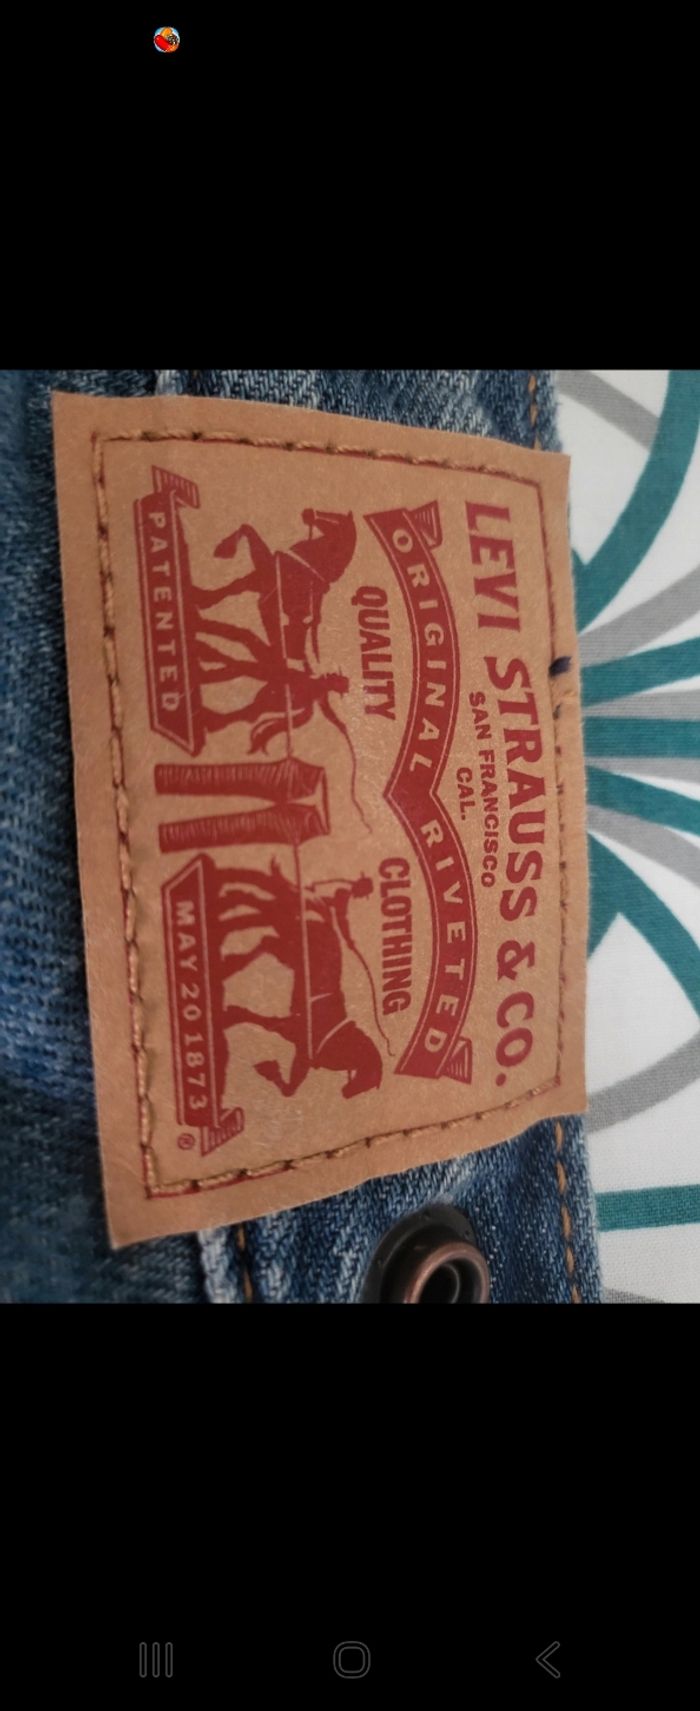 LEVI STRAUSS & CO.
SAN FRANCISCO
CAL.
ORIGINAL RIVETED
QUALITY CLOTHING
PATENTED
MAY 20 1873
®